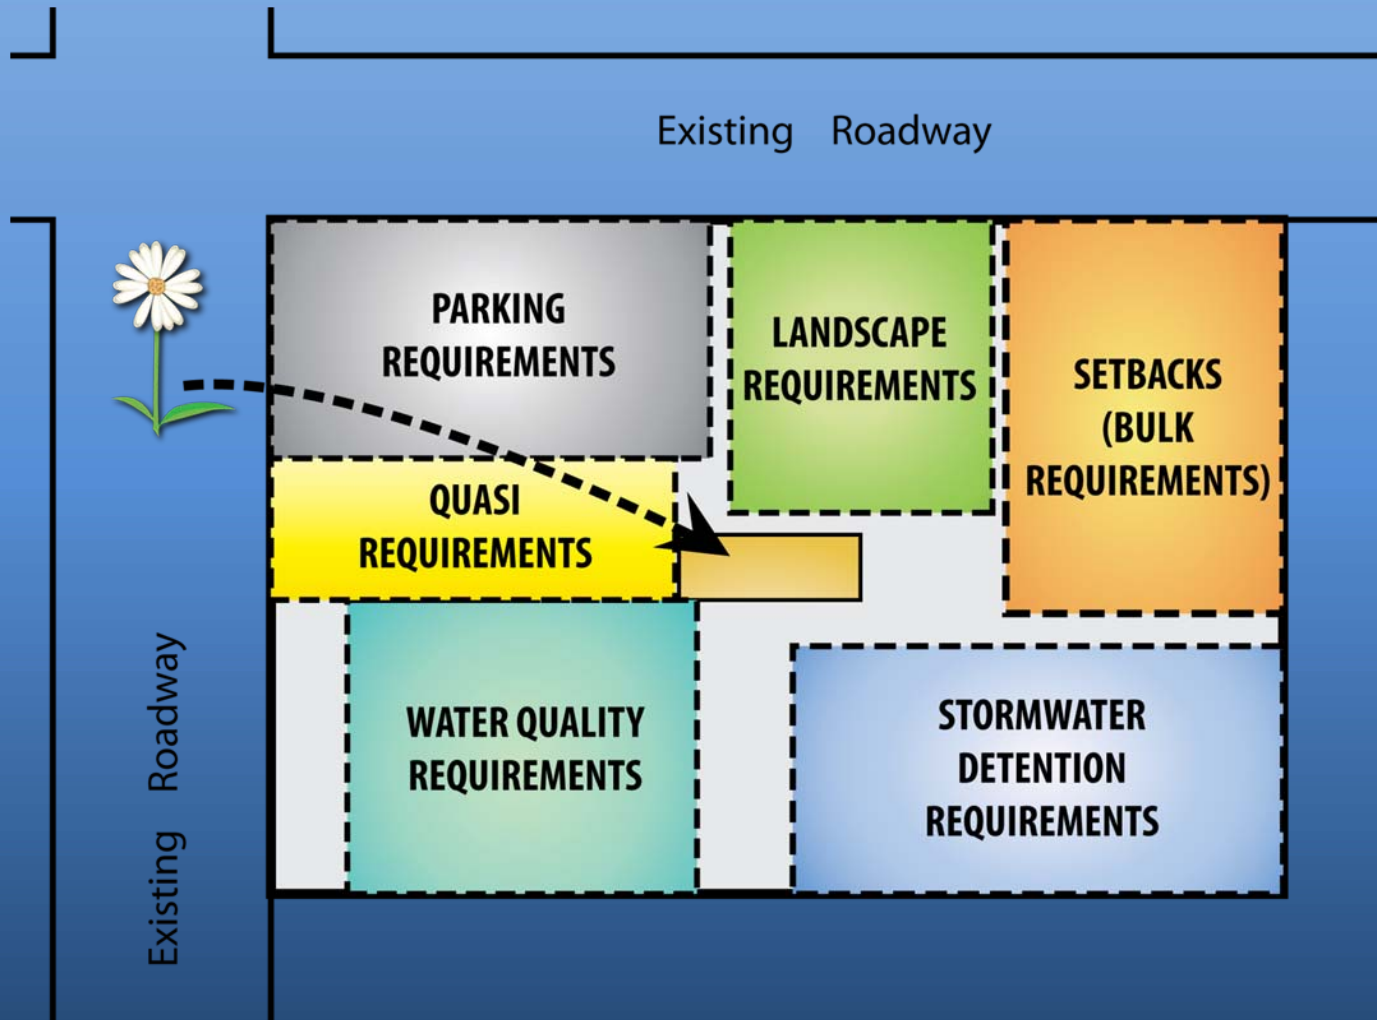 Existing Roadway
PARKING
REQUIREMENTS
LANDSCAPE
REQUIREMENTS
SETBACKS
(BULK
REQUIREMENTS)
QUASI
REQUIREMENTS
WATER QUALITY
REQUIREMENTS
STORMWATER
DETENTION
REQUIREMENTS
Existing Roadway